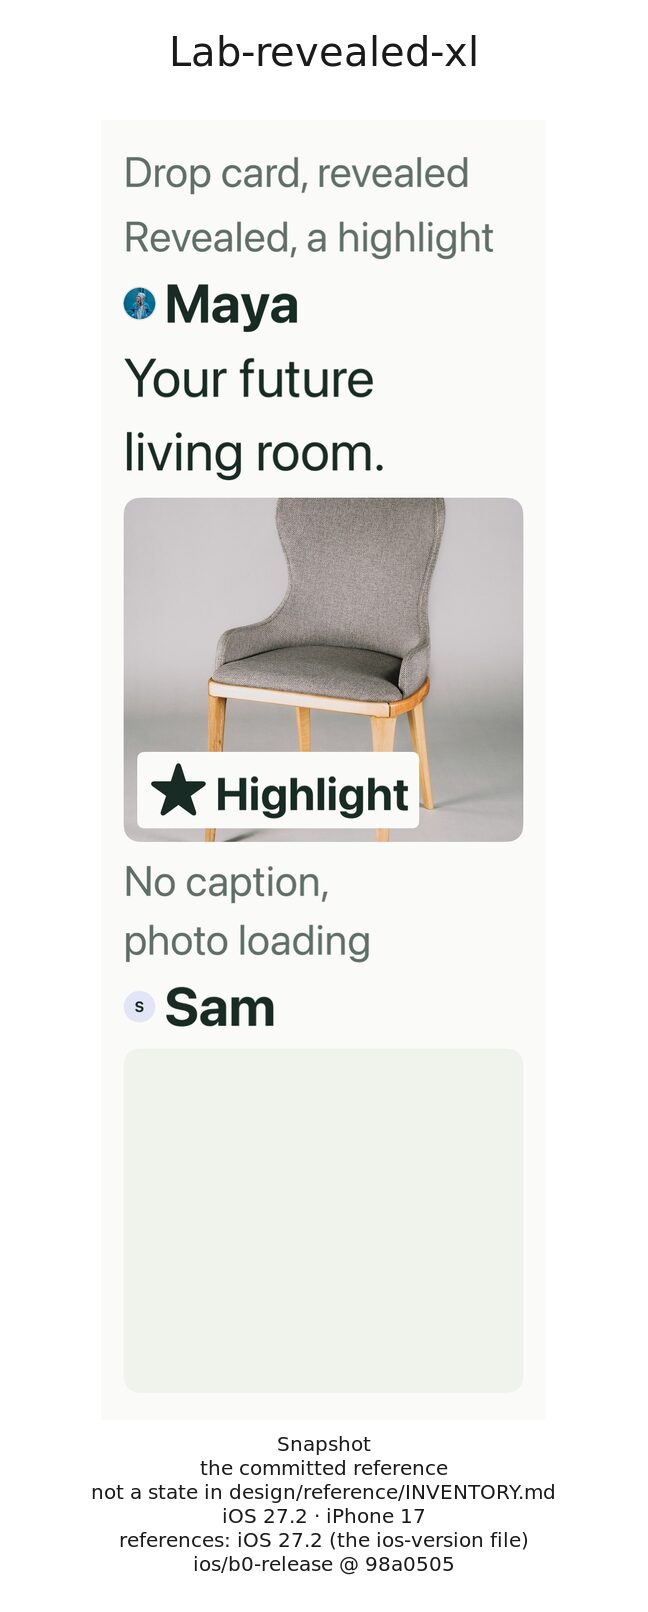 Lab-revealed-xl
Drop card, revealed
Revealed, a highlight
Maya
Your future
living room.
Highlight
No caption,
photo loading
S
Sam
Snapshot
the committed reference
not a state in design/reference/INVENTORY.md
iOS 27.2 · iPhone 17
references: iOS 27.2 (the ios-version file)
ios/b0-release @ 98a0505